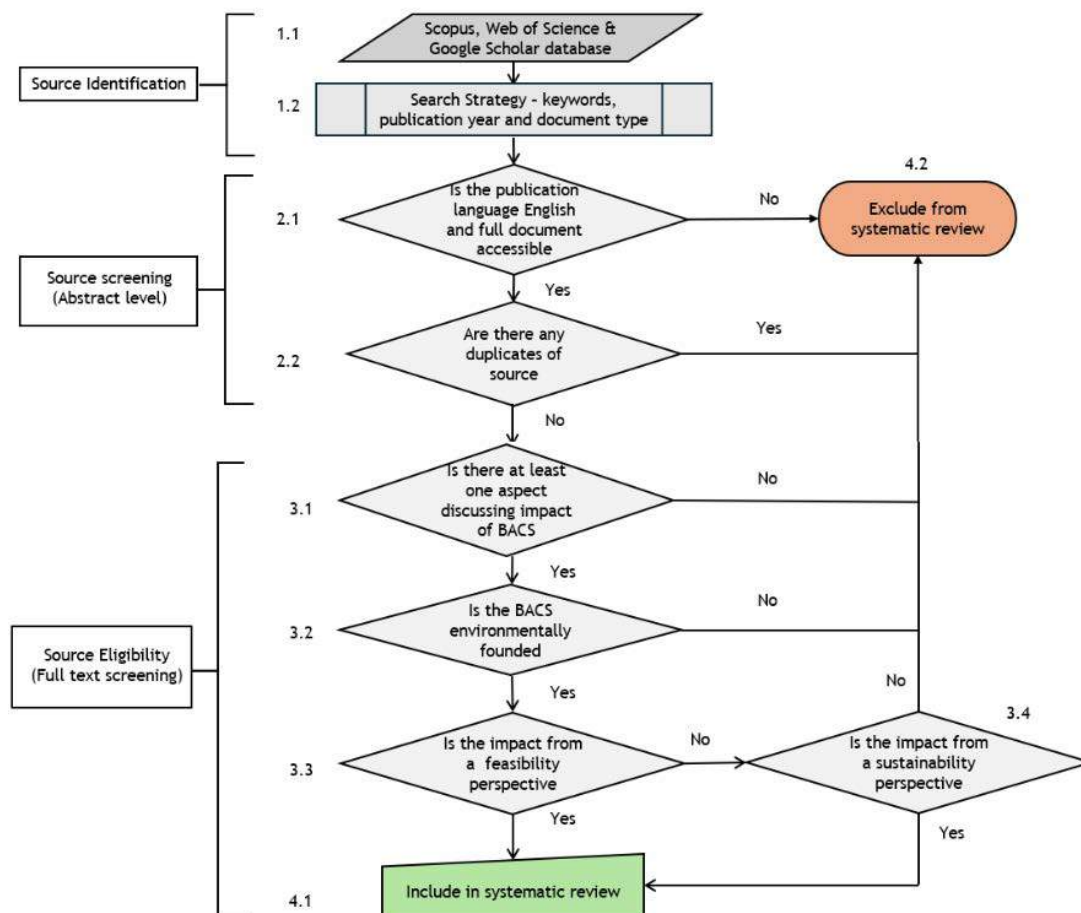 1.1
Scopus, Web of Science &
Google Scholar database
Source Identification
1.2
Search Strategy - keywords,
publication year and document type
4.2
Exclude from
systematic review
2.1
Is the publication
language English
and full document
accessible
No
Source screening
(Abstract level)
Yes
2.2
Are there any
duplicates of
source
Yes
No
3.1
Is there at least
one aspect
discussing impact
of BACS
No
Yes
3.2
Is the BACS
environmentally
founded
No
Source Eligibility
(Full text screening)
Yes
No
3.3
Is the impact from
a feasibility
perspective
No
3.4
Is the impact from
a sustainability
perspective
Yes
Yes
4.1
Include in systematic review